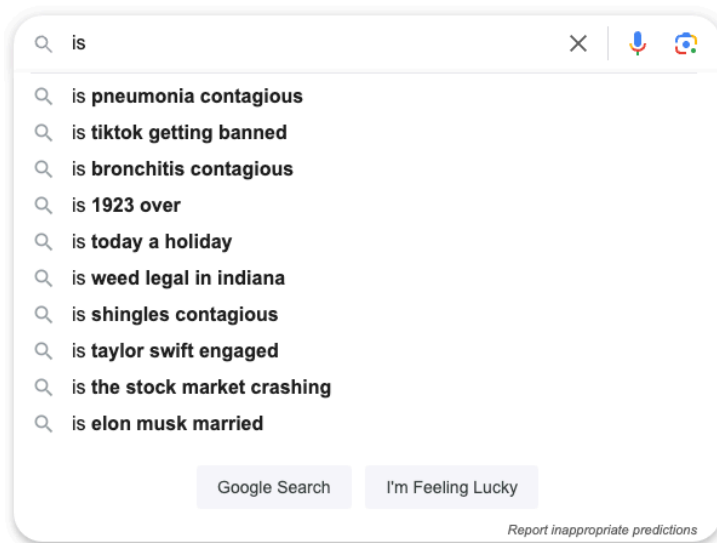 is
is pneumonia contagious
is tiktok getting banned
is bronchitis contagious
is 1923 over
is today a holiday
is weed legal in indiana
is shingles contagious
is taylor swift engaged
is the stock market crashing
is elon musk married
Google Search I'm Feeling Lucky
Report inappropriate predictions